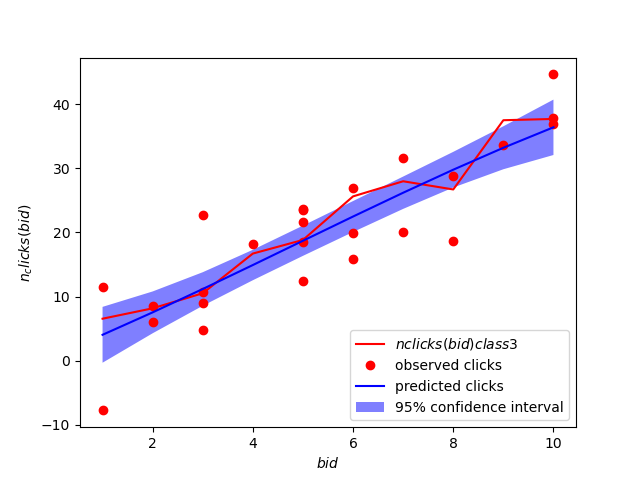 40
30
20
10
0
−10
n_clicks(bid)
nclicks(bid)class3
observed clicks
predicted clicks
95% confidence interval
2
4
6
8
10
bid